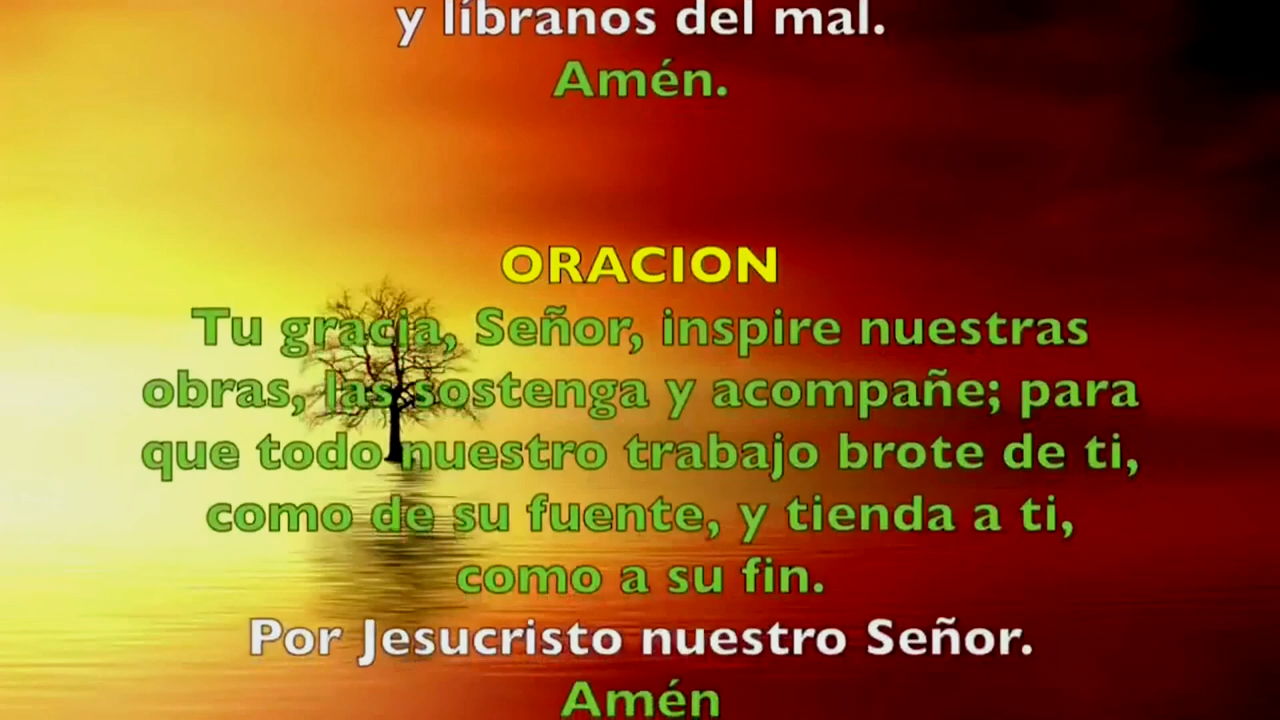 y líbranos del mal.
Amén.
ORACION
Tu gracia, Señor, inspire nuestras
obras, las sostenga y acompañe; para
que todo nuestro trabajo brote de ti,
como de su fuente, y tienda a ti,
como a su fin.
Por Jesucristo nuestro Señor.
Amén